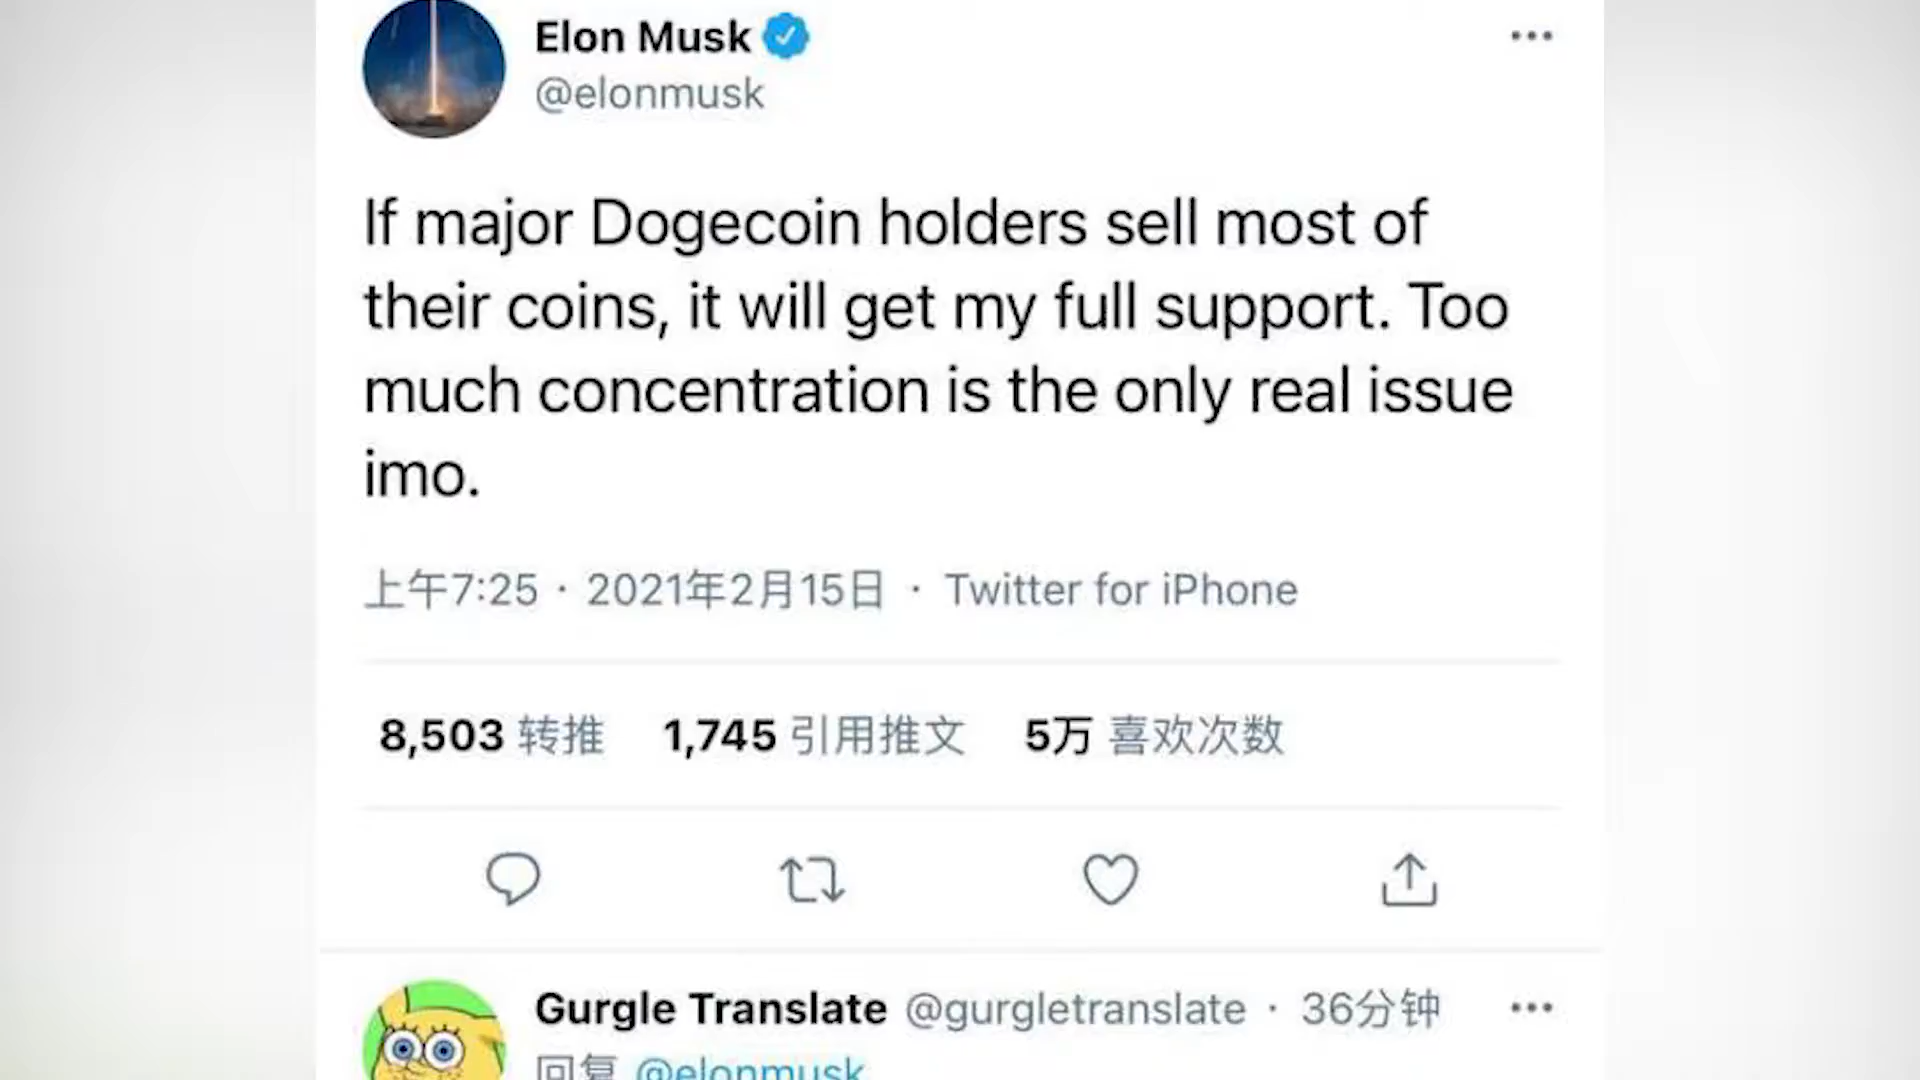 Elon Musk
@elonmusk
If major Dogecoin holders sell most of
their coins, it will get my full support. Too
much concentration is the only real issue
imo.
上午7:25 · 2021年2月15日 · Twitter for iPhone
8,503 转推 1,745 引用推文 5万 喜欢次数
Gurgle Translate @gurgletranslate · 36分钟
回复 @elonmusk